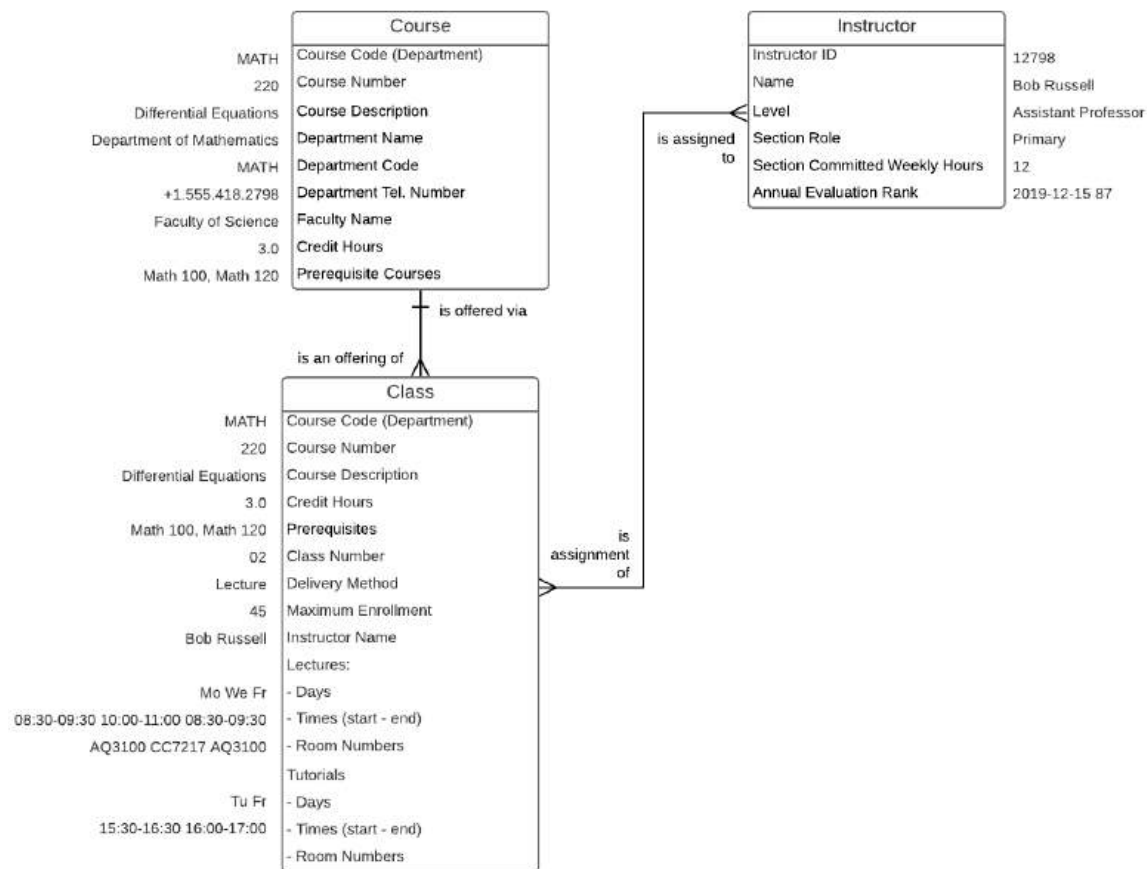 Course
MATH Course Code (Department)
220 Course Number
Differential Equations Course Description
Department of Mathematics Department Name
MATH Department Code
+1.555.418.2798 Department Tel. Number
Faculty of Science Faculty Name
3.0 Credit Hours
Math 100, Math 120 Prerequisite Courses
Instructor
Instructor ID 12798
Name Bob Russell
Level Assistant Professor
Section Role Primary
Section Committed Weekly Hours 12
Annual Evaluation Rank 2019-12-15 87
is assigned
to
is offered via
is an offering of
Class
MATH Course Code (Department)
220 Course Number
Differential Equations Course Description
3.0 Credit Hours
Math 100, Math 120 Prerequisites
02 Class Number
Lecture Delivery Method
45 Maximum Enrollment
Bob Russell Instructor Name
Lectures:
Mo We Fr - Days
08:30-09:30 10:00-11:00 08:30-09:30 - Times (start - end)
AQ3100 CC7217 AQ3100 - Room Numbers
Tutorials
Tu Fr - Days
15:30-16:30 16:00-17:00 - Times (start - end)
- Room Numbers
is
assignment
of